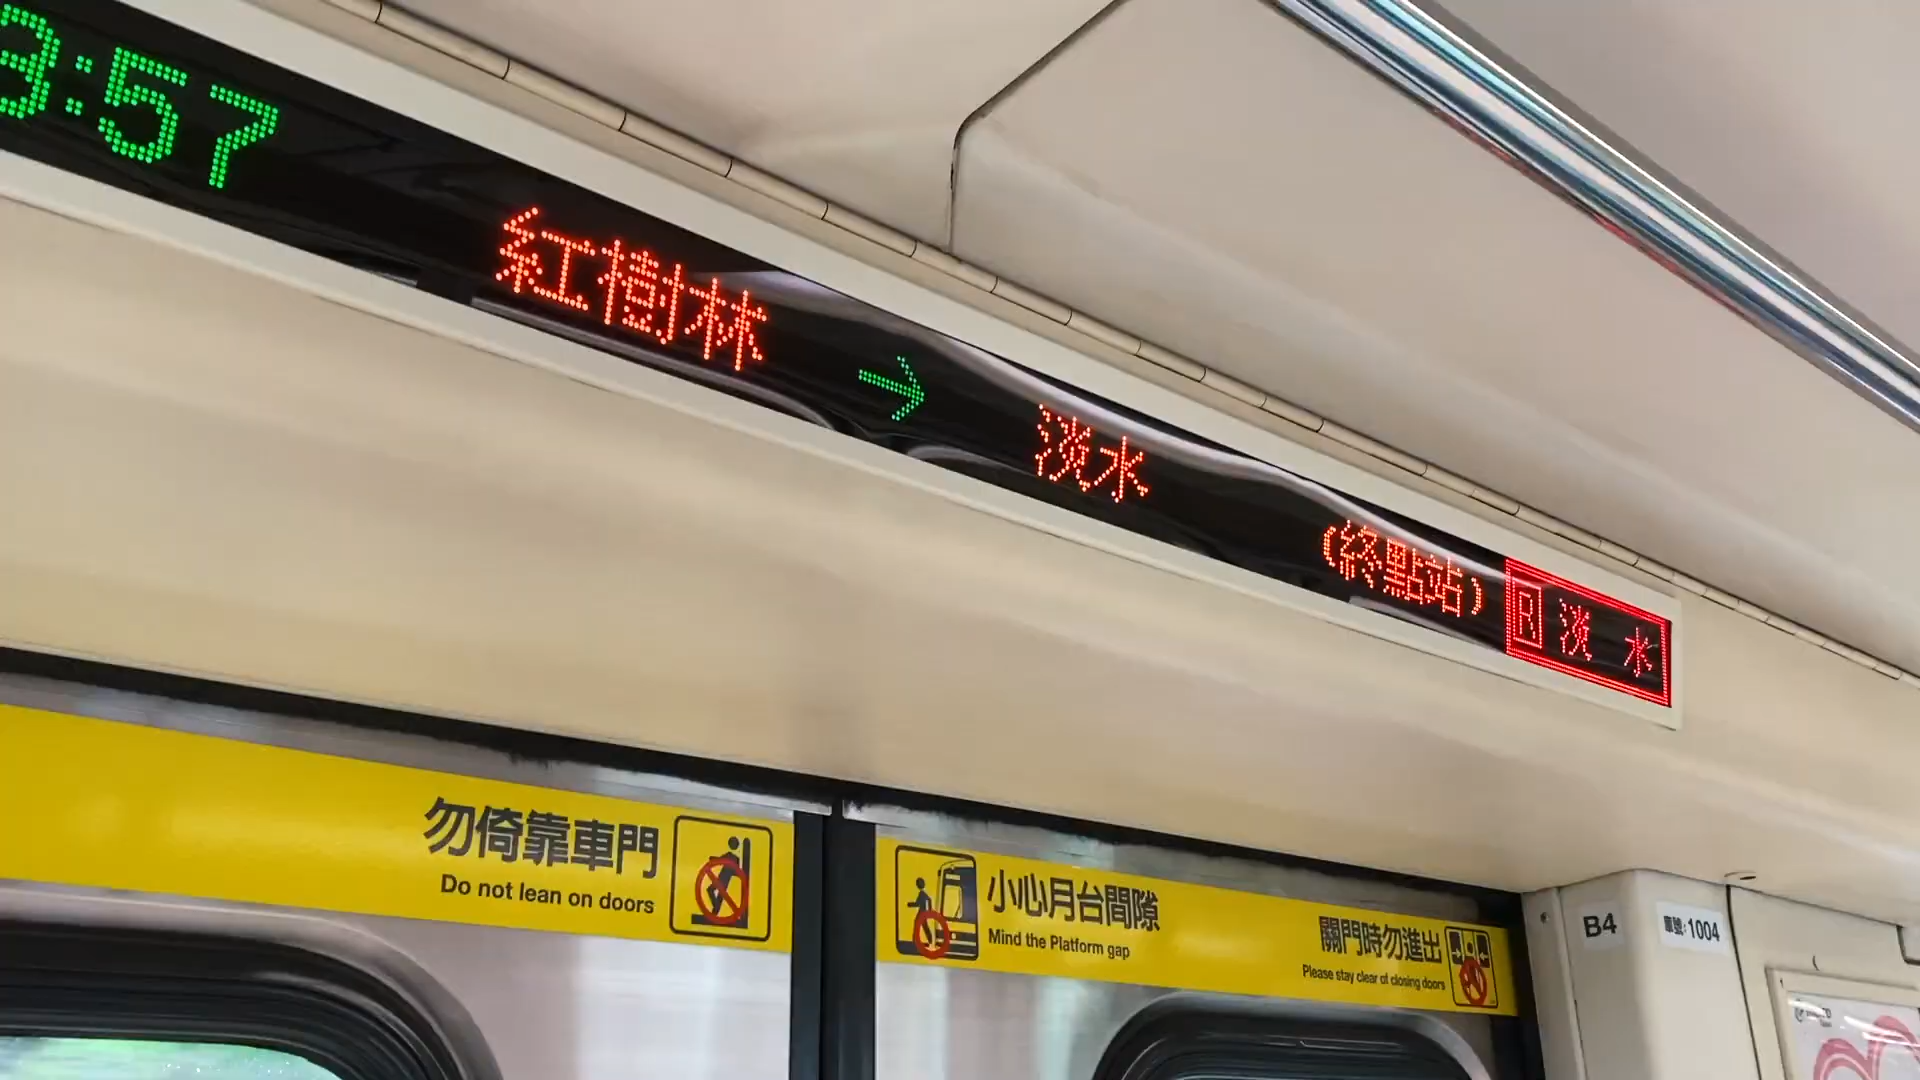 3:57
紅樹林 → 淡水 (終點站)
R 淡水
勿倚靠車門
Do not lean on doors
小心月台間隙
Mind the Platform gap
關門時勿進出
Please stay clear of closing doors
B4
車號:1004